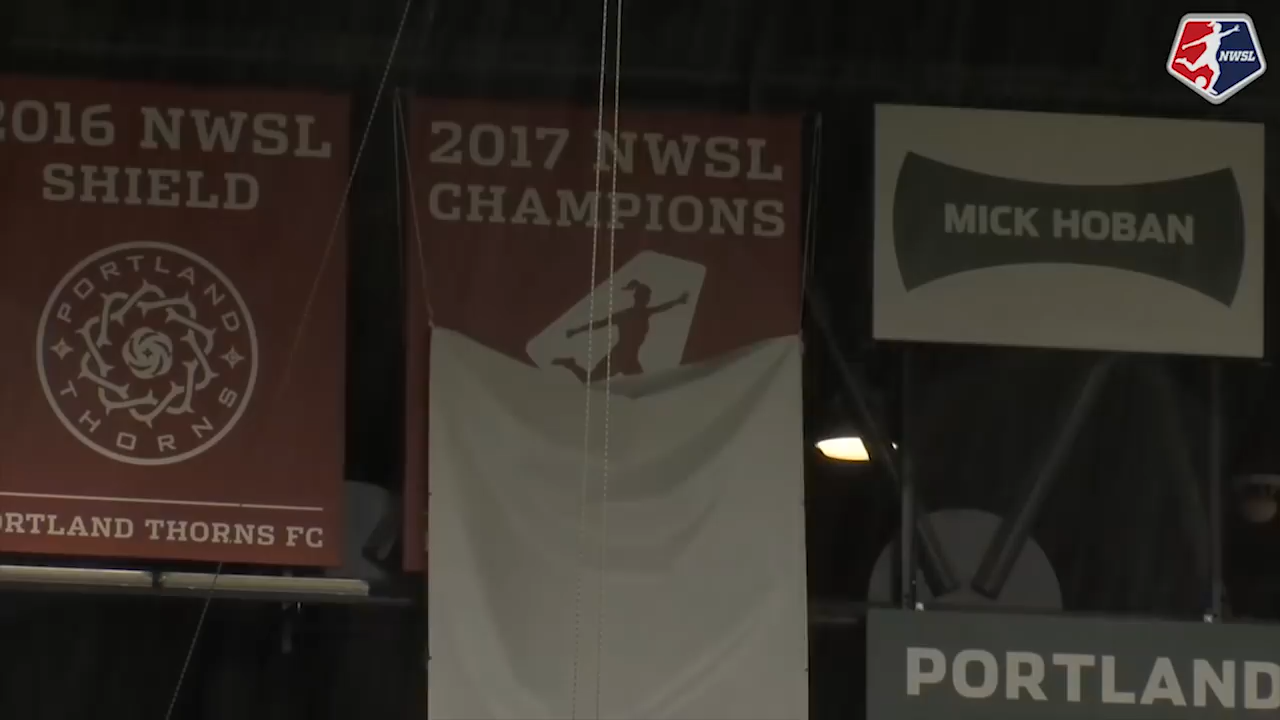 2016 NWSL
SHIELD
PORTLAND
THORNS
ORTLAND THORNS FC
2017 NWSL
CHAMPIONS
MICK HOBAN
PORTLAND
NWSL